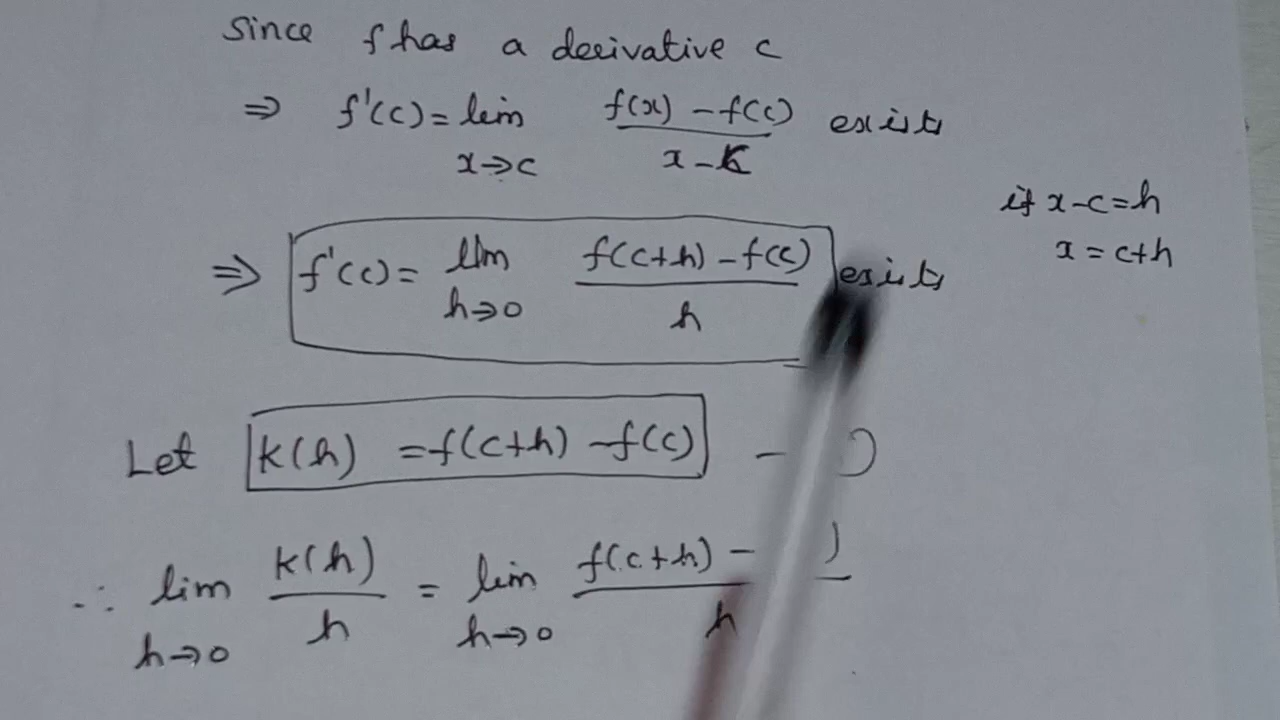 Since f has a derivative c
⇒ f'(c) = lim x→c f(x) - f(c) / x - c exists
if x-c=h
x = c+h
⇒ f'(c) = lim h→0 f(c+h) - f(c) / h exists
Let k(h) = f(c+h) - f(c) -
∴ lim h→0 k(h) / h = lim h→0 f(c+h) - ) / h